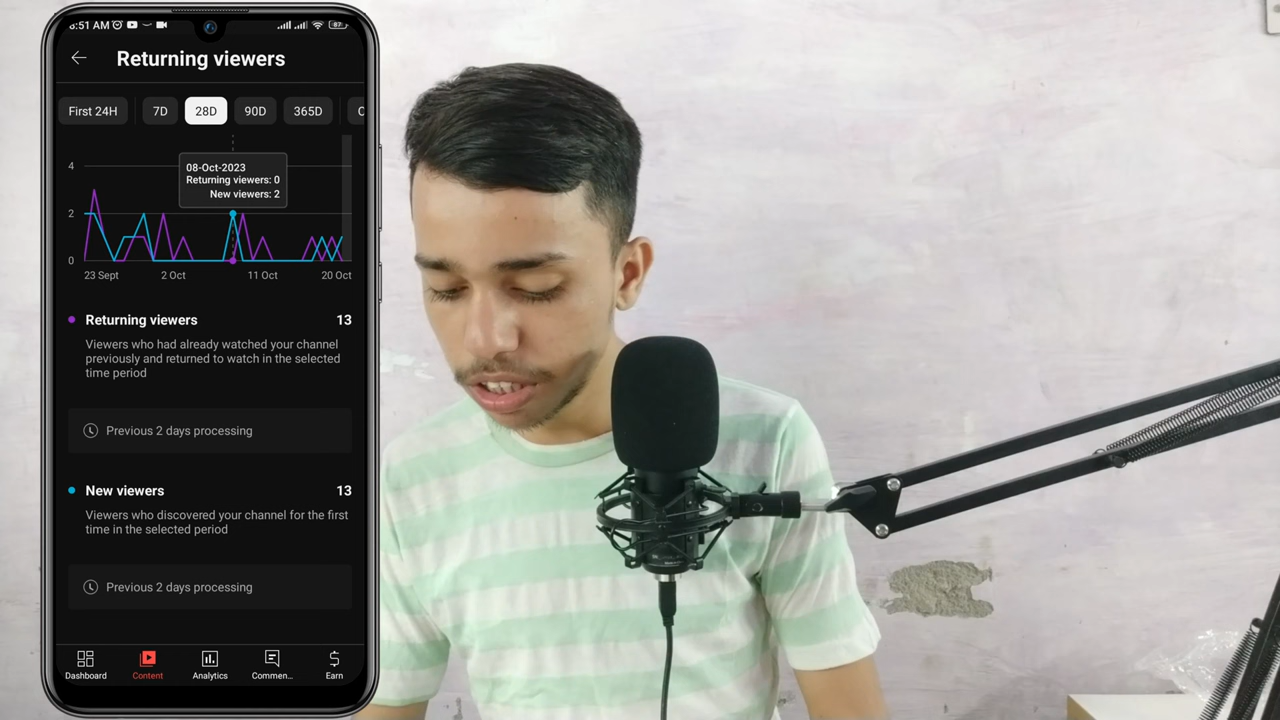 8:51 AM
87
Returning viewers
First 24H
7D
28D
90D
365D
4
08-Oct-2023
Returning viewers: 0
New viewers: 2
2
0
23 Sept
2 Oct
11 Oct
20 Oct
Returning viewers
13
Viewers who had already watched your channel
previously and returned to watch in the selected
time period
Previous 2 days processing
New viewers
13
Viewers who discovered your channel for the first
time in the selected period
Previous 2 days processing
Dashboard
Content
Analytics
Commen...
Earn